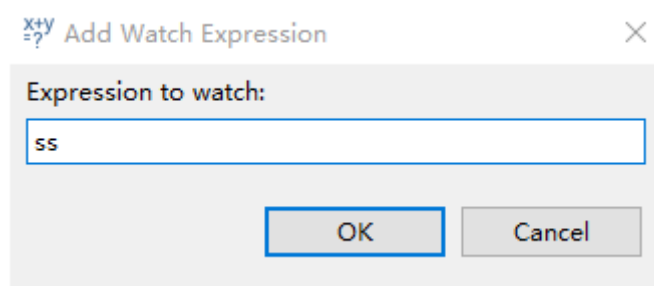 x+y
=?
Add Watch Expression
Expression to watch:
ss
OK
Cancel